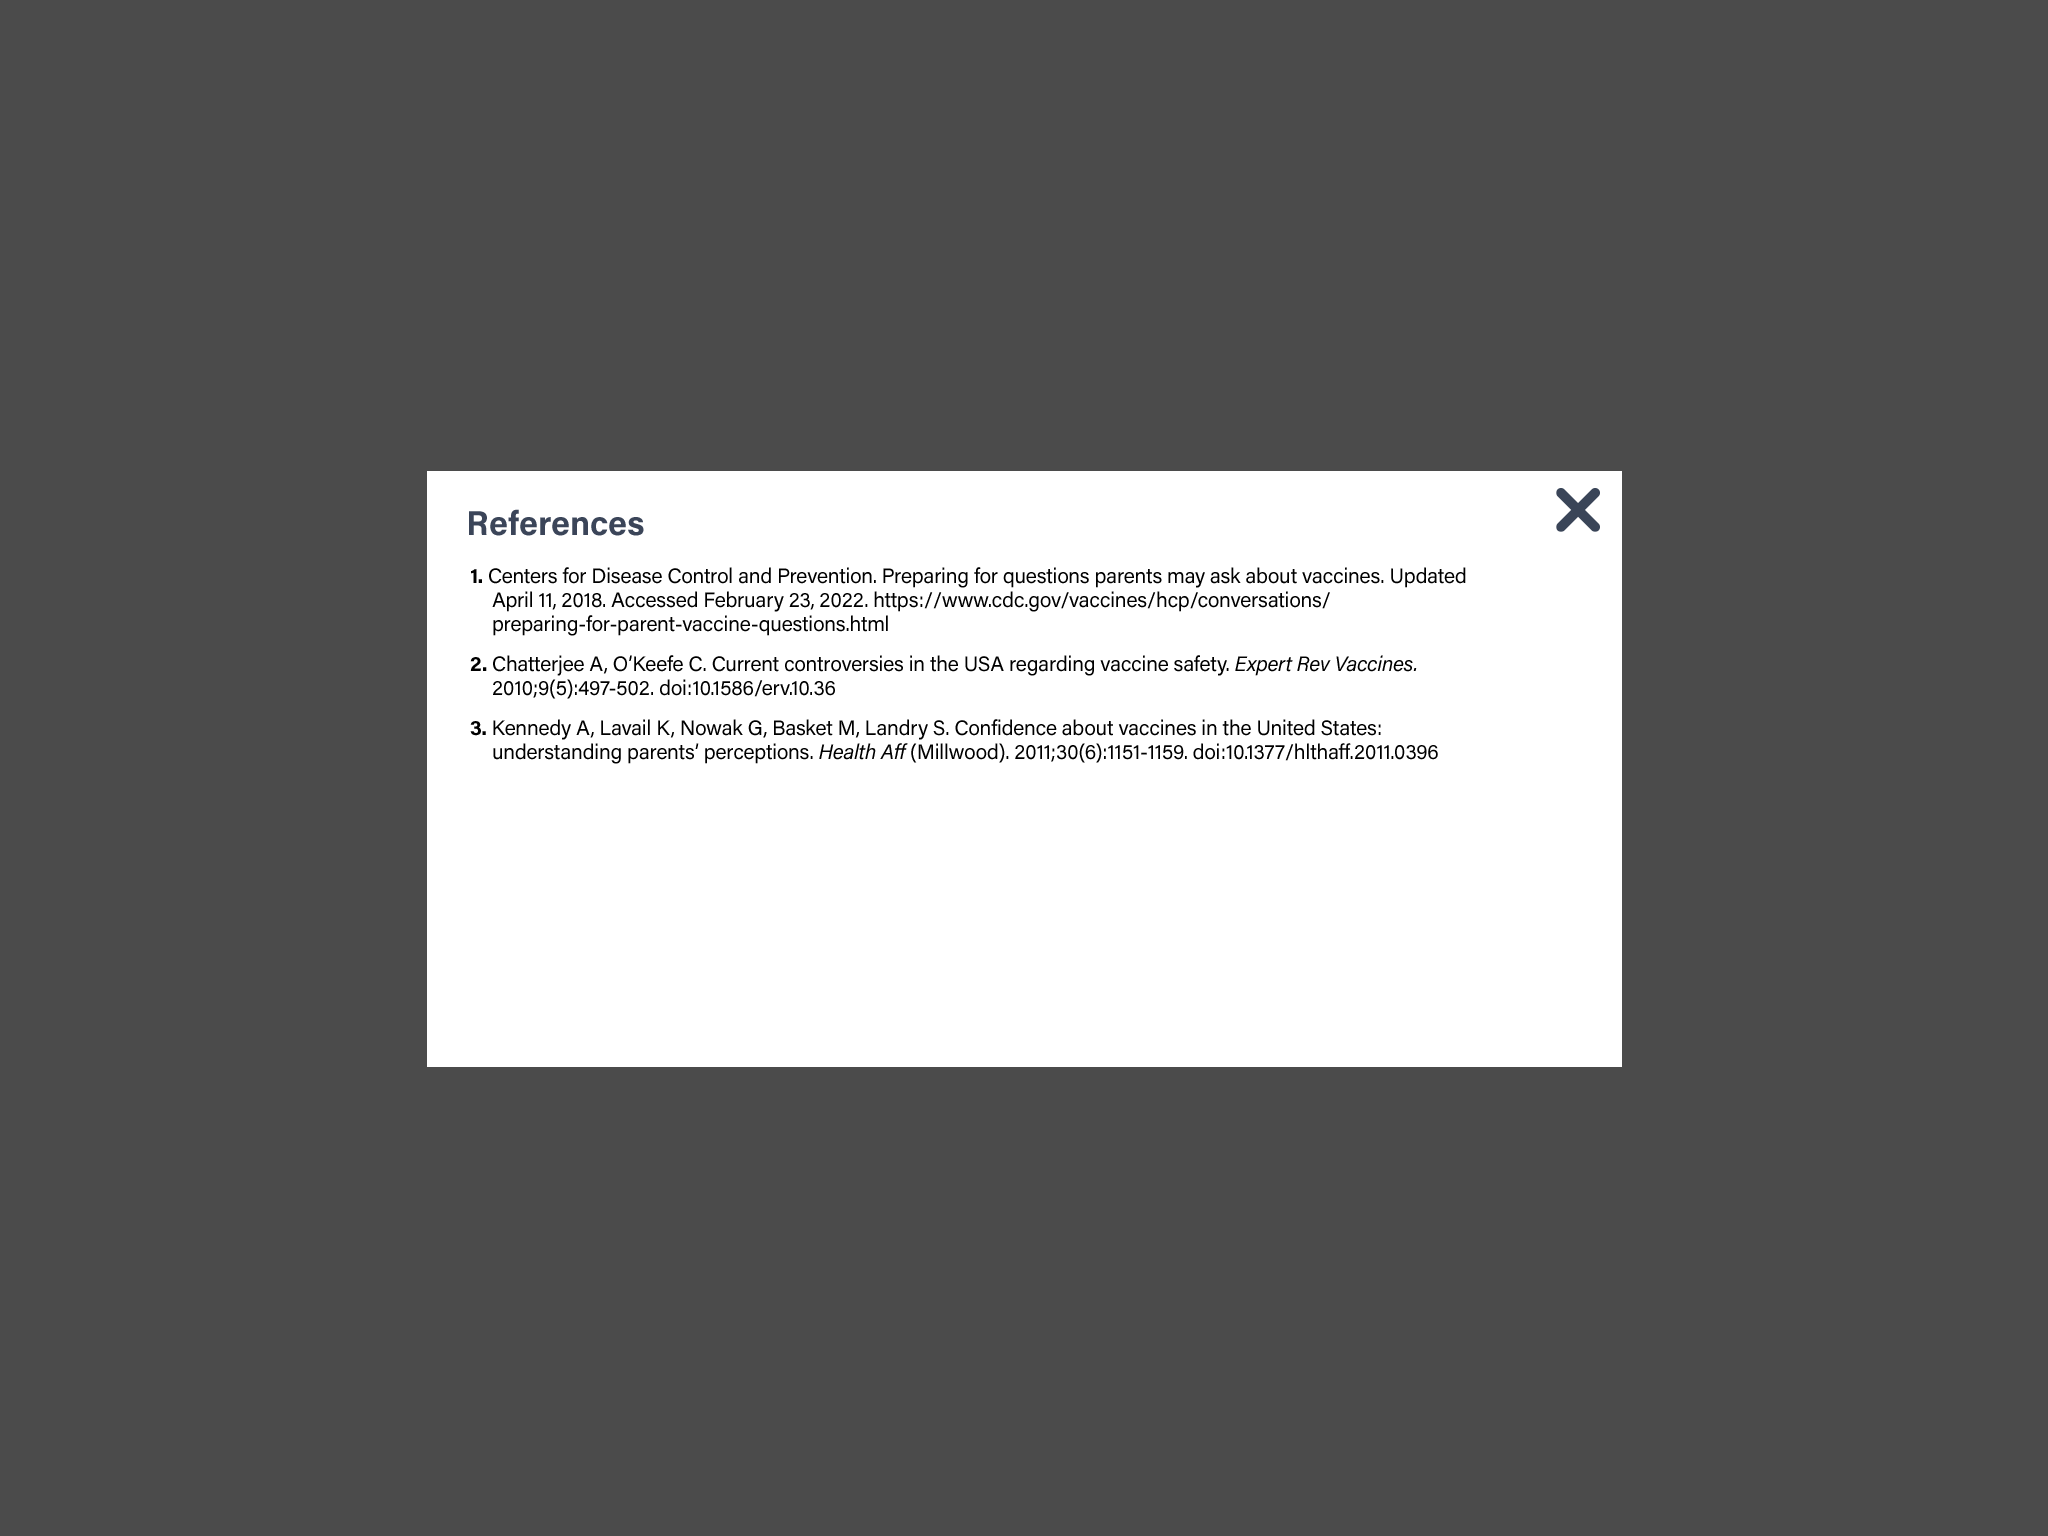 References
1. Centers for Disease Control and Prevention. Preparing for questions parents may ask about vaccines. Updated
April 11, 2018. Accessed February 23, 2022. https://www.cdc.gov/vaccines/hcp/conversations/
preparing-for-parent-vaccine-questions.html
2. Chatterjee A, O'Keefe C. Current controversies in the USA regarding vaccine safety. Expert Rev Vaccines.
2010;9(5):497-502. doi:10.1586/erv.10.36
3. Kennedy A, Lavail K, Nowak G, Basket M, Landry S. Confidence about vaccines in the United States:
understanding parents' perceptions. Health Aff (Millwood). 2011;30(6):1151-1159. doi:10.1377/hlthaff.2011.0396